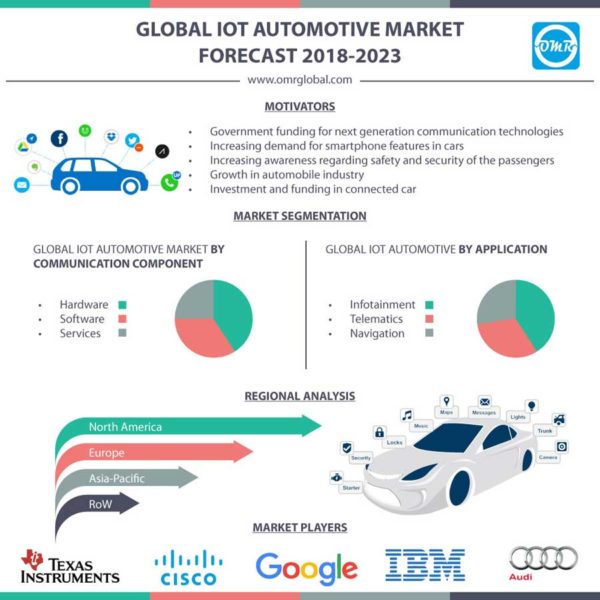 GLOBAL IOT AUTOMOTIVE MARKET
FORECAST 2018-2023
OMR
www.omrglobal.com
MOTIVATORS
• Government funding for next generation communication technologies
• Increasing demand for smartphone features in cars
• Increasing awareness regarding safety and security of the passengers
• Growth in automobile industry
• Investment and funding in connected car
MARKET SEGMENTATION
GLOBAL IOT AUTOMOTIVE MARKET BY
COMMUNICATION COMPONENT
• Hardware
• Software
• Services
GLOBAL IOT AUTOMOTIVE BY APPLICATION
• Infotainment
• Telematics
• Navigation
REGIONAL ANALYSIS
North America
Europe
Asia-Pacific
RoW
Starter
Security
Locks
Music
Maps
Messages
Lights
Trunk
Camera
MARKET PLAYERS
TEXAS
INSTRUMENTS
CISCO
Google
IBM
Audi